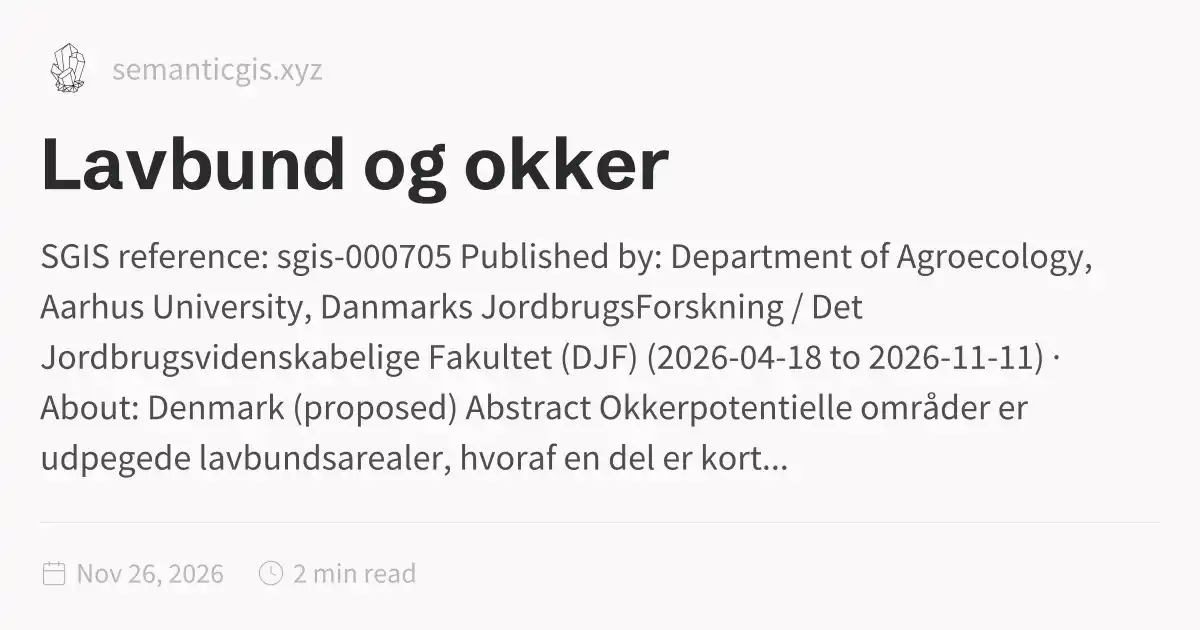 semanticgis.xyz
Lavbund og okker
SGIS reference: sgis-000705 Published by: Department of Agroecology,
Aarhus University, Danmarks JordbrugsForskning / Det
Jordbrugsvidenskabelige Fakultet (DJF) (2026-04-18 to 2026-11-11) ·
About: Denmark (proposed) Abstract Okkerpotentielle områder er
udpegede lavbundsarealer, hvoraf en del er kort...
Nov 26, 2026 2 min read